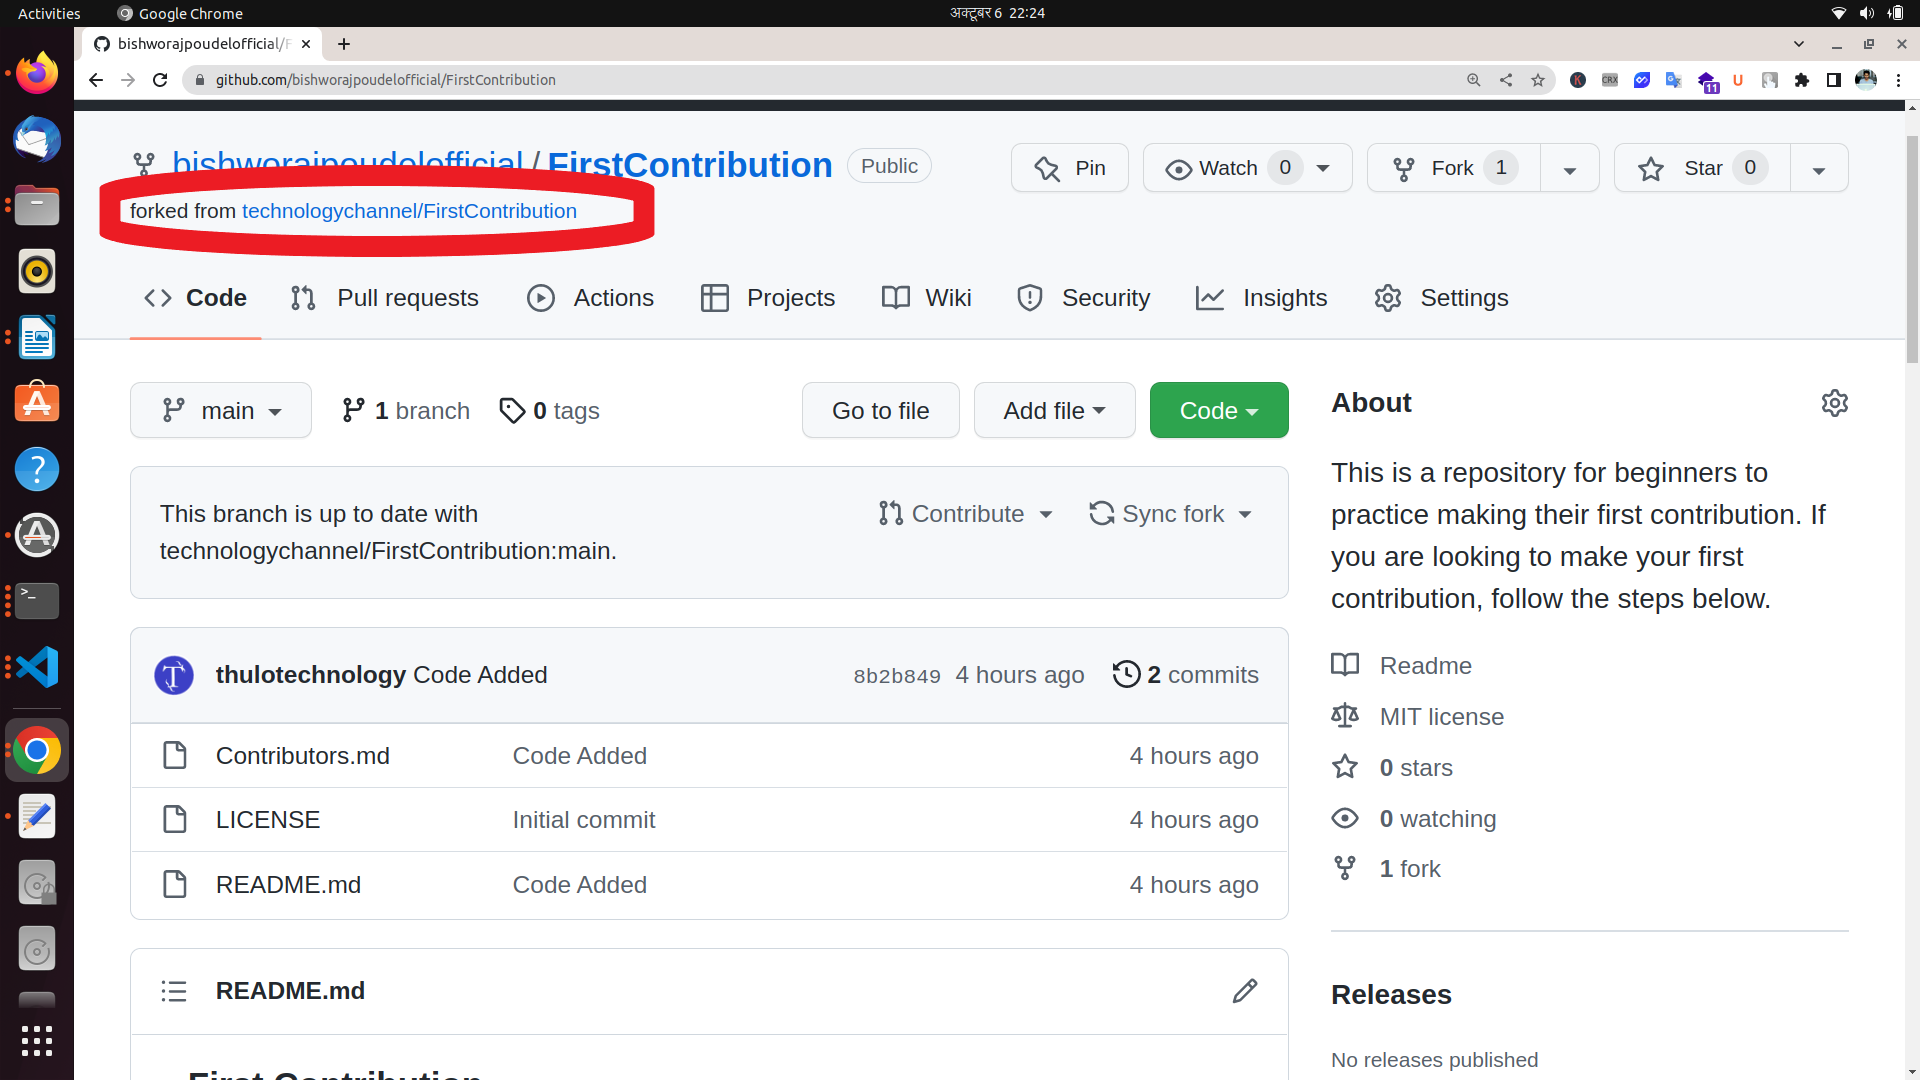 Activities
Google Chrome
अक्टूबर 6 22:24
bishworajpoudelofficial/F
github.com/bishworajpoudelofficial/FirstContribution
CRX
11
U
bishworajpoudelofficial / FirstContribution
Public
Pin
Watch 0
Fork 1
Star 0
forked from technologychannel/FirstContribution
Code
Pull requests
Actions
Projects
Wiki
Security
Insights
Settings
main
1 branch
0 tags
Go to file
Add file
Code
This branch is up to date with
technologychannel/FirstContribution:main.
Contribute
Sync fork
thulotechnology Code Added
8b2b849 4 hours ago
2 commits
Contributors.md
Code Added
4 hours ago
LICENSE
Initial commit
4 hours ago
README.md
Code Added
4 hours ago
README.md
First Contribution
About
This is a repository for beginners to
practice making their first contribution. If
you are looking to make your first
contribution, follow the steps below.
Readme
MIT license
0 stars
0 watching
1 fork
Releases
No releases published